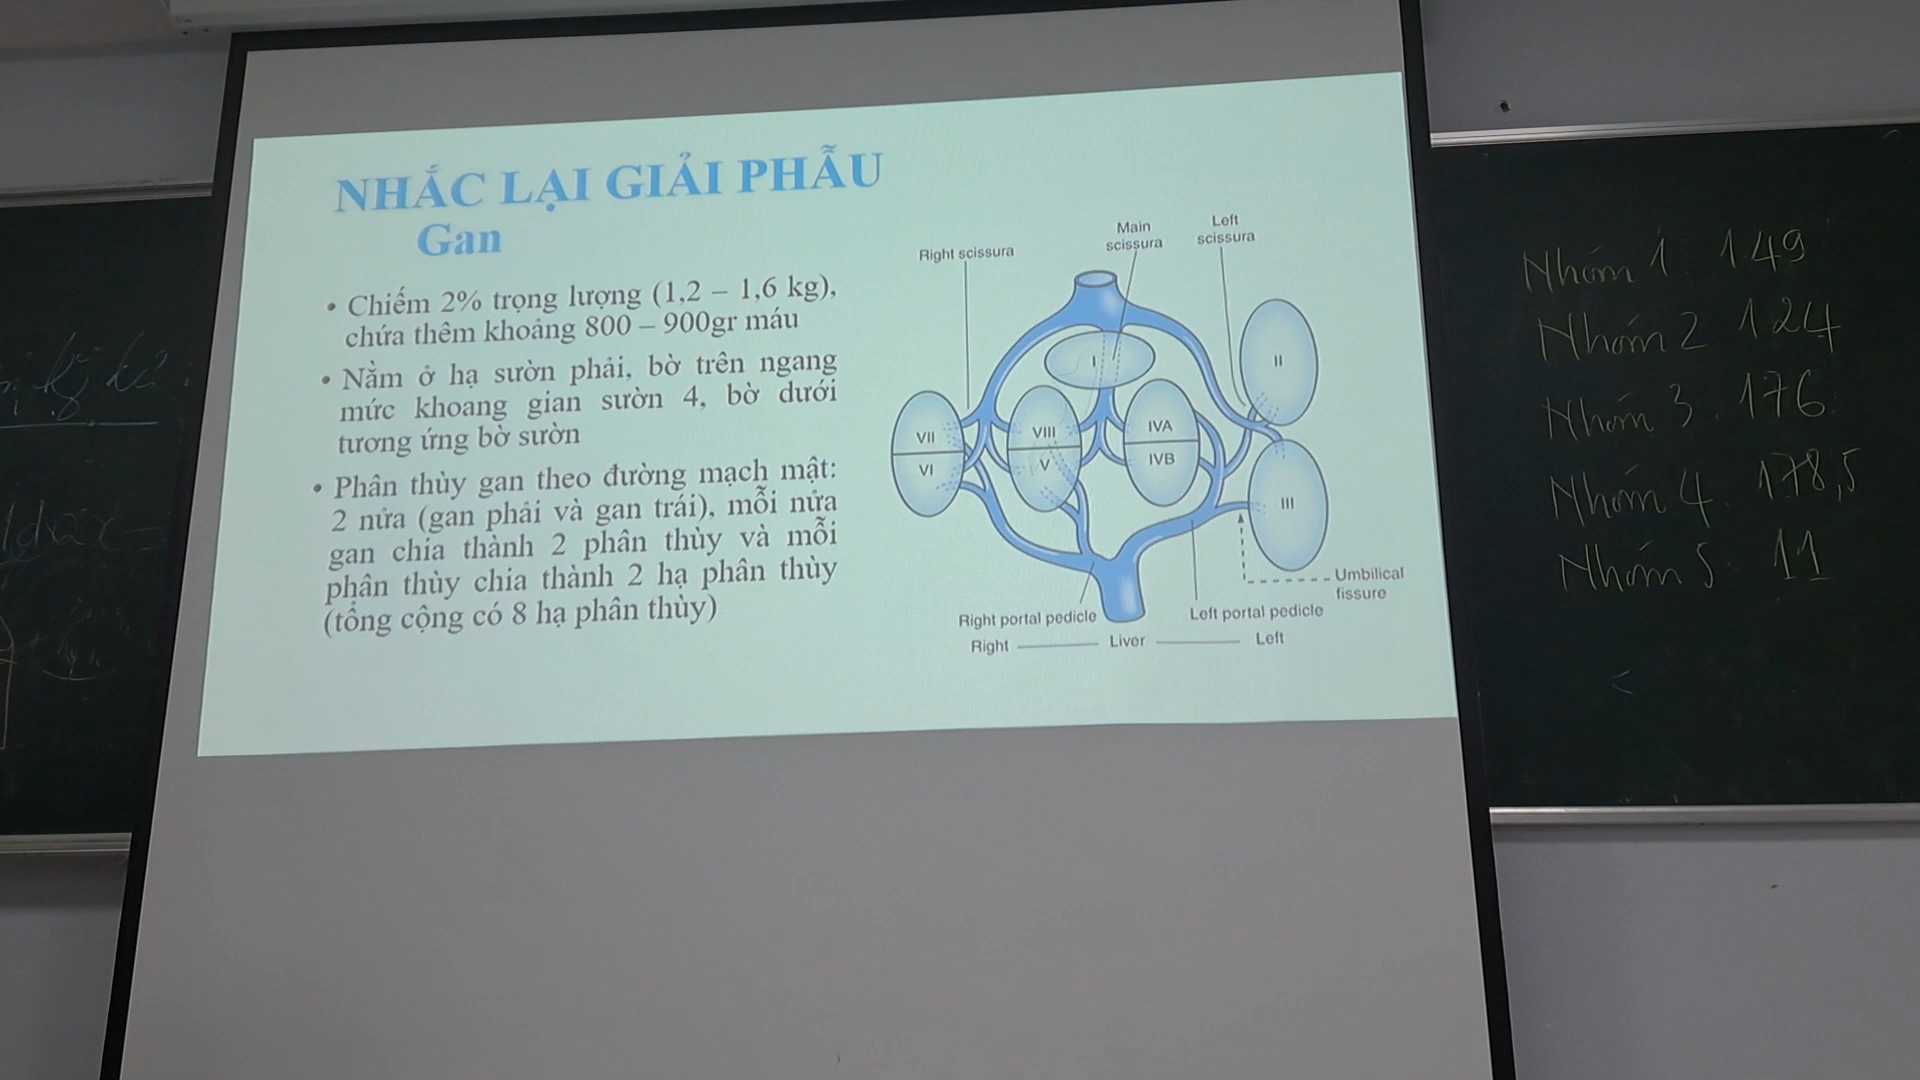 NHẮC LẠI GIẢI PHẪU
Gan
• Chiếm 2% trọng lượng (1,2 – 1,6 kg),
chứa thêm khoảng 800 – 900gr máu
• Nằm ở hạ sườn phải, bờ trên ngang
mức khoang gian sườn 4, bờ dưới
tương ứng bờ sườn
• Phân thùy gan theo đường mạch mật:
2 nửa (gan phải và gan trái), mỗi nửa
gan chia thành 2 phân thùy và mỗi
phân thùy chia thành 2 hạ phân thùy
(tổng cộng có 8 hạ phân thùy)
Right scissura
Main
scissura
Left
scissura
I
II
VII
VI
VIII
V
IVA
IVB
III
Umbilical
fissure
Right portal pedicle
Left portal pedicle
Right
Liver
Left
Nhóm 1. 149
Nhóm 2 124
Nhóm 3. 176
Nhóm 4. 178,5
Nhóm 5. 11